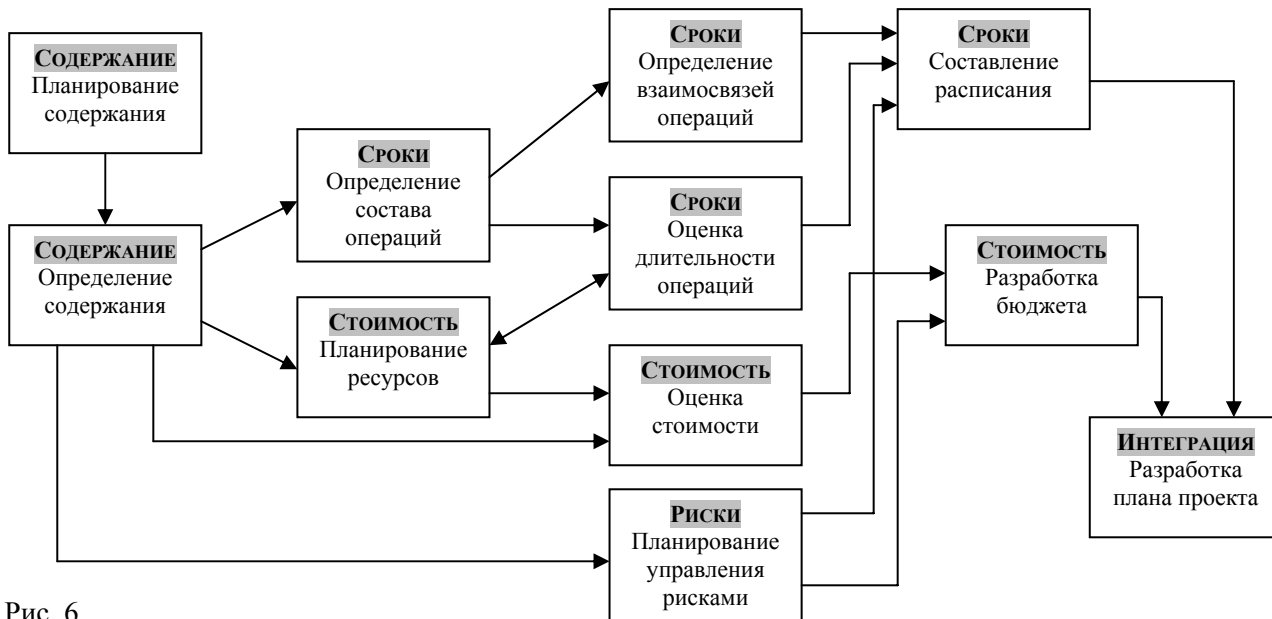 СОДЕРЖАНИЕ
Планирование
содержания
СОДЕРЖАНИЕ
Определение
содержания
СРОКИ
Определение
состава
операций
СТОИМОСТЬ
Планирование
ресурсов
СРОКИ
Определение
взаимосвязей
операций
СРОКИ
Оценка
длительности
операций
СТОИМОСТЬ
Оценка
стоимости
РИСКИ
Планирование
управления
рисками
СРОКИ
Составление
расписания
СТОИМОСТЬ
Разработка
бюджета
ИНТЕГРАЦИЯ
Разработка
плана проекта
Рис. 6